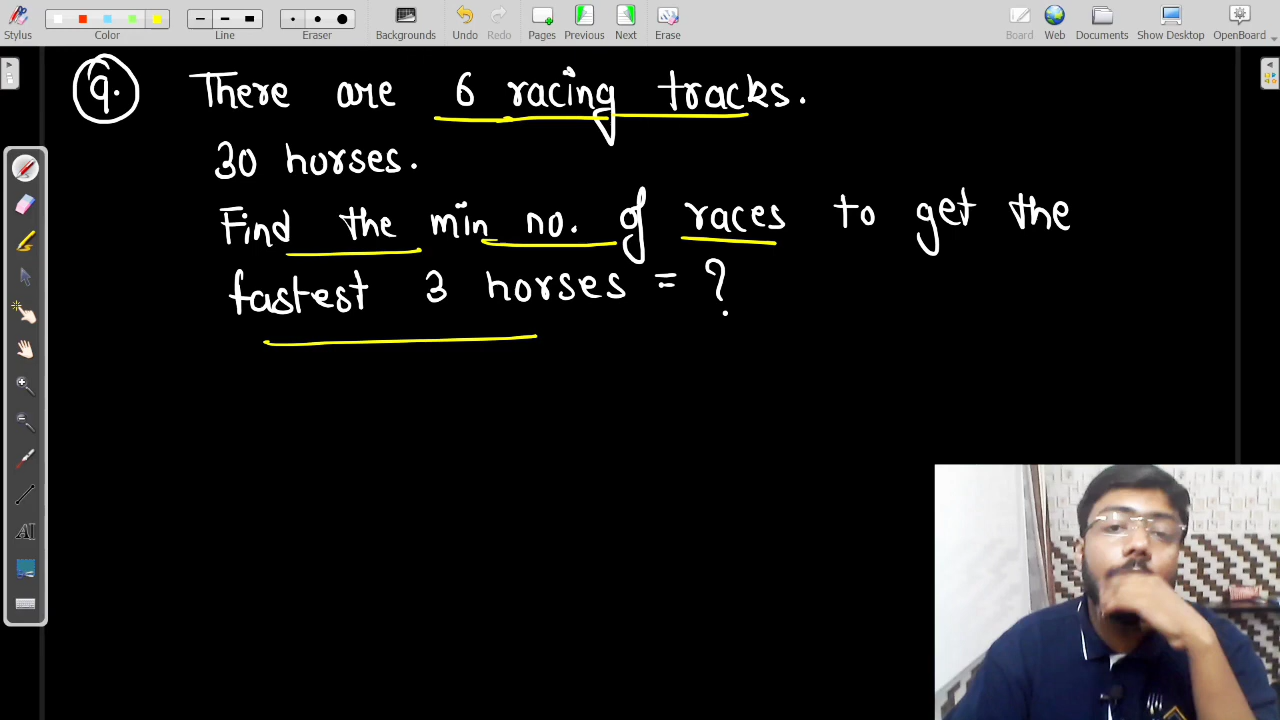 Stylus
Color
Line
Eraser
Backgrounds
Undo
Redo
Pages
Previous
Next
Erase
Board
Web
Documents
Show Desktop
OpenBoard
Q. There are 6 racing tracks.
30 horses.
Find the min no. of races to get the
fastest 3 horses = ?
AI